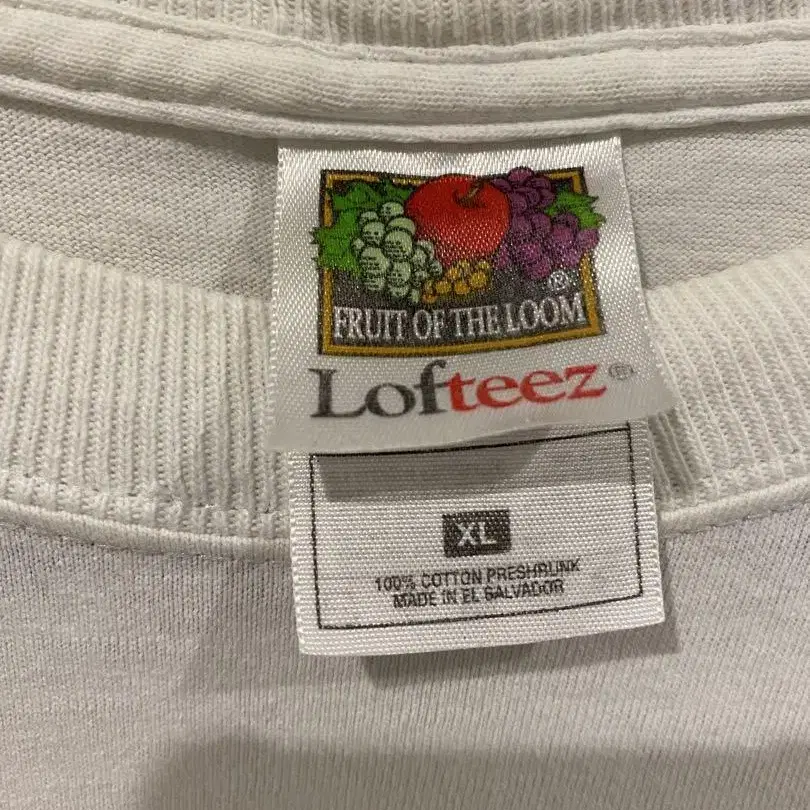 FRUIT OF THE LOOM®
Lofteez®
XL
100% COTTON PRESHRUNK
MADE IN EL SALVADOR